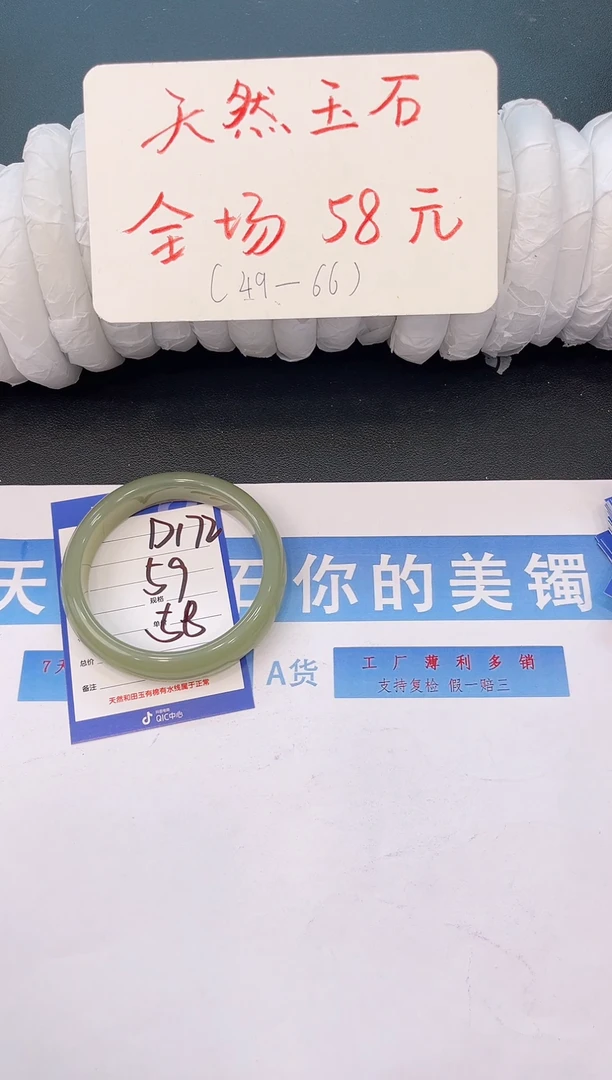 天然玉石
全场 58元
(49-66)
D172
59
规格
58
天 石你的美镯
7天
总价
A货
工厂薄利多销
支持复检 假一赔三
备注
天然和田玉有棉有水线属于正常
QIC中心